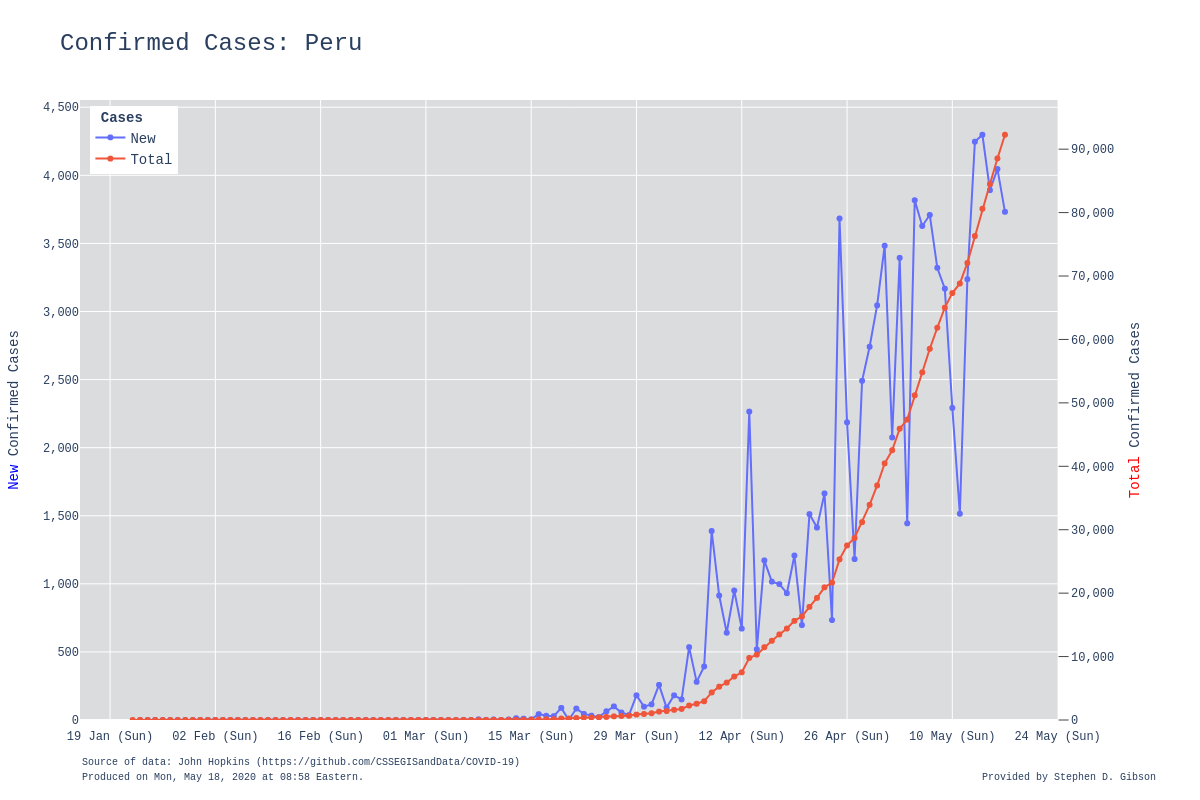 Confirmed Cases: Peru
Cases
New
Total
4,500
4,000
3,500
3,000
2,500
2,000
1,500
1,000
500
0
New Confirmed Cases
90,000
80,000
70,000
60,000
50,000
40,000
30,000
20,000
10,000
0
Total Confirmed Cases
19 Jan (Sun) 02 Feb (Sun) 16 Feb (Sun) 01 Mar (Sun) 15 Mar (Sun) 29 Mar (Sun) 12 Apr (Sun) 26 Apr (Sun) 10 May (Sun) 24 May (Sun)
Source of data: John Hopkins (https://github.com/CSSEGISandData/COVID-19)
Produced on Mon, May 18, 2020 at 08:58 Eastern.
Provided by Stephen D. Gibson